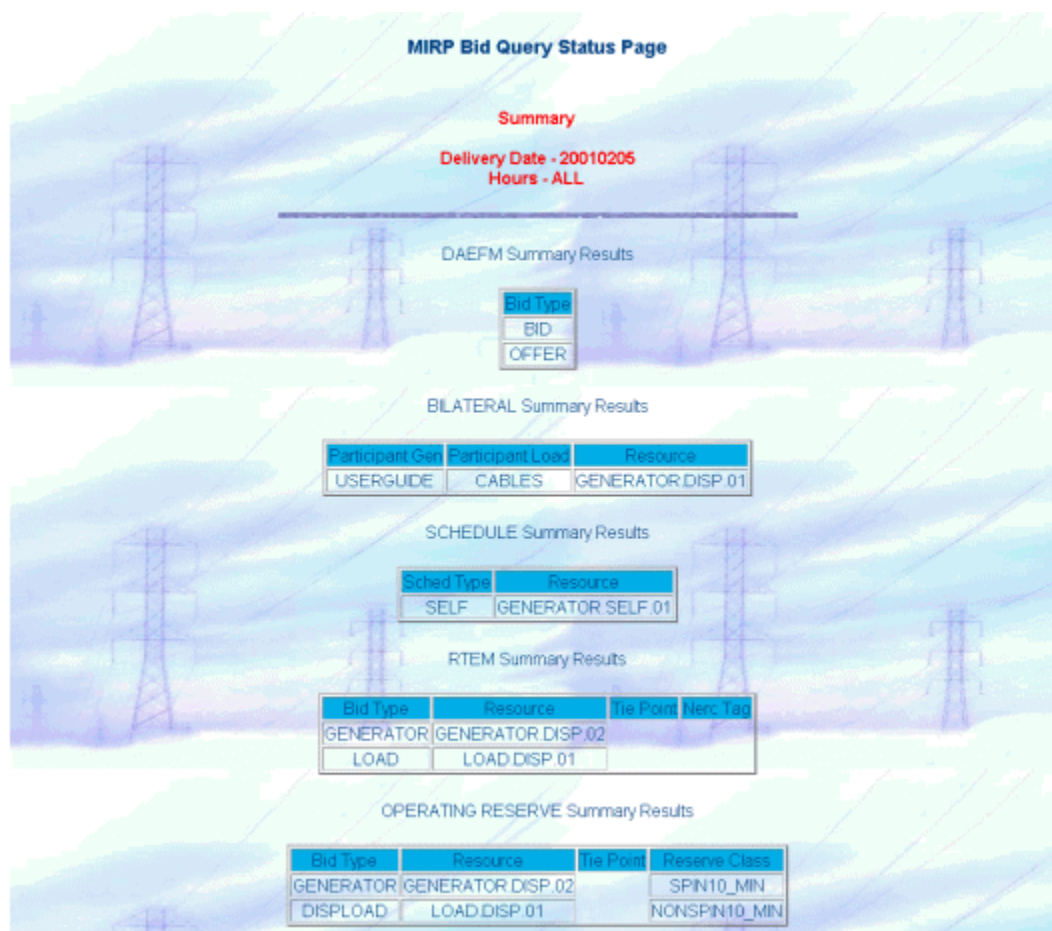 MIRP Bid Query Status Page
Summary
Delivery Date - 20010205
Hours - ALL
DAEFM Summary Results
Bid Type
BID
OFFER
BILATERAL Summary Results
Participant Gen Participant Load Resource
USERGUIDE CABLES GENERATOR.DISP.01
SCHEDULE Summary Results
Sched Type Resource
SELF GENERATOR.SELF.01
RTEM Summary Results
Bid Type Resource Tie Point Nerc Tag
GENERATOR GENERATOR.DISP.02
LOAD LOAD.DISP.01
OPERATING RESERVE Summary Results
Bid Type Resource Tie Point Reserve Class
GENERATOR GENERATOR.DISP.02 SPIN10_MIN
DISPLOAD LOAD.DISP.01 NONSPIN10_MIN